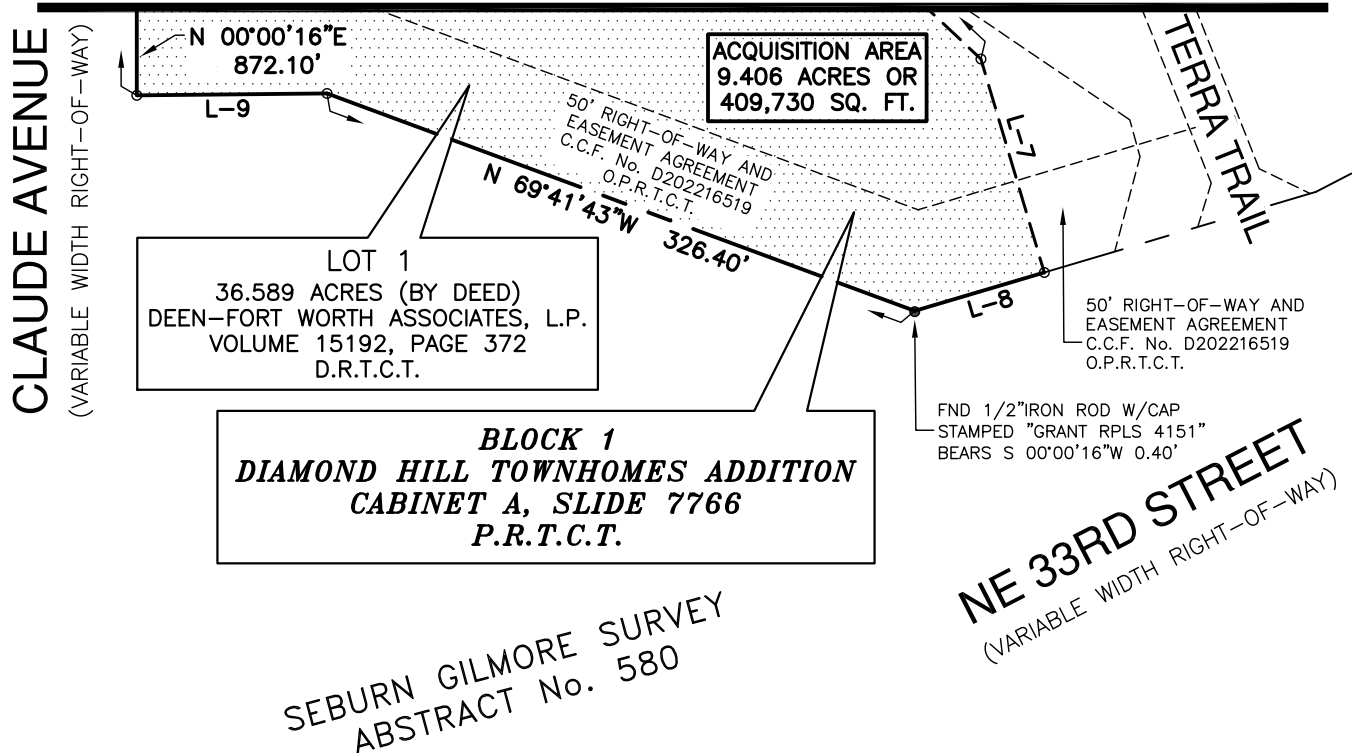 CLAUDE AVENUE
(VARIABLE WIDTH RIGHT-OF-WAY)
N 00°00'16"E
872.10'
L-9
ACQUISITION AREA
9.406 ACRES OR
409,730 SQ. FT.
50' RIGHT-OF-WAY AND
EASEMENT AGREEMENT
C.C.F. No. D202216519
O.P.R.T.C.T.
N 69°41'43"W 326.40'
L-7
TERRA TRAIL
L-8
LOT 1
36.589 ACRES (BY DEED)
DEEN-FORT WORTH ASSOCIATES, L.P.
VOLUME 15192, PAGE 372
D.R.T.C.T.
50' RIGHT-OF-WAY AND
EASEMENT AGREEMENT
C.C.F. No. D202216519
O.P.R.T.C.T.
BLOCK 1
DIAMOND HILL TOWNHOMES ADDITION
CABINET A, SLIDE 7766
P.R.T.C.T.
FND 1/2"IRON ROD W/CAP
STAMPED "GRANT RPLS 4151"
BEARS S 00°00'16"W 0.40'
NE 33RD STREET
(VARIABLE WIDTH RIGHT-OF-WAY)
SEBURN GILMORE SURVEY
ABSTRACT No. 580